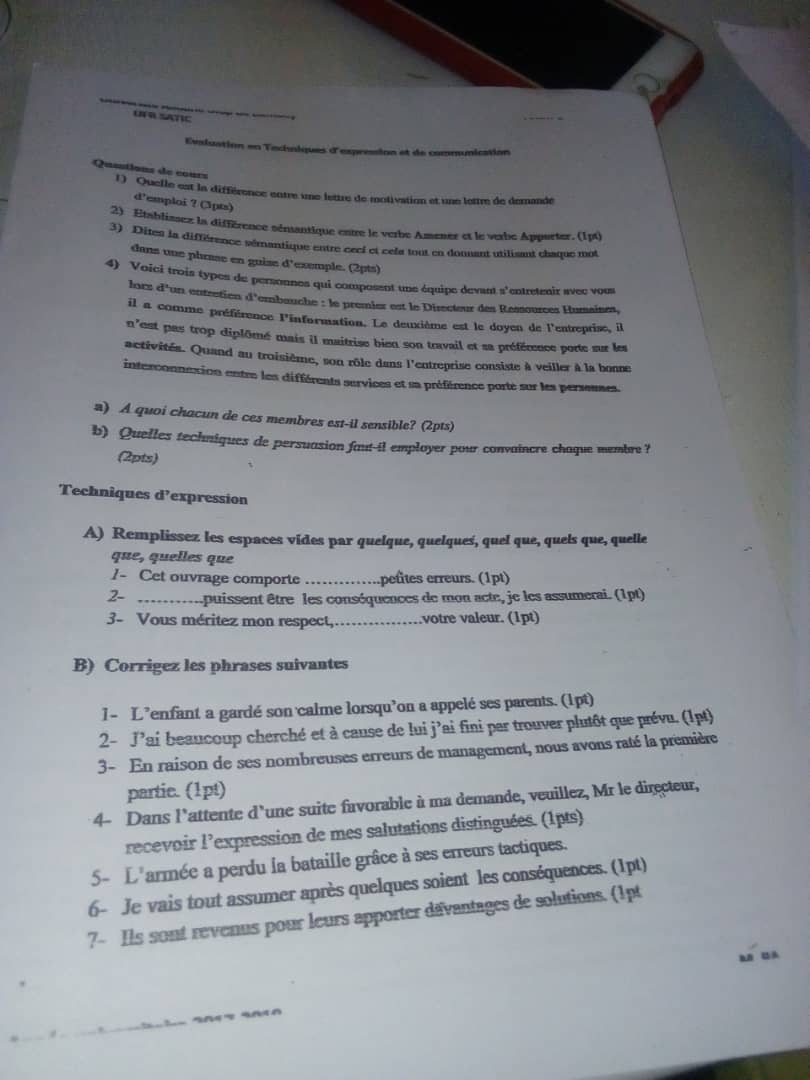 UFR SATIC
Evaluation en Techniques d'expression et de communication
Questions de cours
1) Quelle est la différence entre une lettre de motivation et une lettre de demande
d'emploi ? (3pts)
2) Etablissez la différence sémantique entre le verbe Amener et le verbe Apporter. (1pt)
3) Dites la différence sémantique entre ceci et cela tout en donnant utilisant chaque mot
dans une phrase en guise d'exemple. (2pts)
4) Voici trois types de personnes qui composent une équipe devant s'entretenir avec vous
lors d'un entretien d'embauche : le premier est le Directeur des Ressources Humaines,
il a comme préférence l'information. Le deuxième est le doyen de l'entreprise, il
n'est pas trop diplômé mais il maitrise bien son travail et sa préférence porte sur les
activités. Quand au troisième, son rôle dans l'entreprise consiste à veiller à la bonne
interconnexion entre les différents services et sa préférence porte sur les personnes.
a) A quoi chacun de ces membres est-il sensible? (2pts)
b) Quelles techniques de persuasion faut-il employer pour convaincre chaque membre ?
(2pts)
Techniques d'expression
A) Remplissez les espaces vides par quelque, quelques, quel que, quels que, quelle
que, quelles que
1- Cet ouvrage comporte .............petites erreurs. (1pt)
2- ...........puissent être les conséquences de mon acte, je les assumerai. (1pt)
3- Vous méritez mon respect,................votre valeur. (1pt)
B) Corrigez les phrases suivantes
1- L'enfant a gardé son calme lorsqu'on a appelé ses parents. (1pt)
2- J'ai beaucoup cherché et à cause de lui j'ai fini par trouver plutôt que prévu. (1pt)
3- En raison de ses nombreuses erreurs de management, nous avons raté la première
partie. (1pt)
4- Dans l'attente d'une suite favorable à ma demande, veuillez, Mr le directeur,
recevoir l'expression de mes salutations distinguées. (1pts)
5- L'armée a perdu la bataille grâce à ses erreurs tactiques.
6- Je vais tout assumer après quelques soient les conséquences. (1pt)
7- Ils sont revenus pour leurs apporter davantages de solutions. (1pt